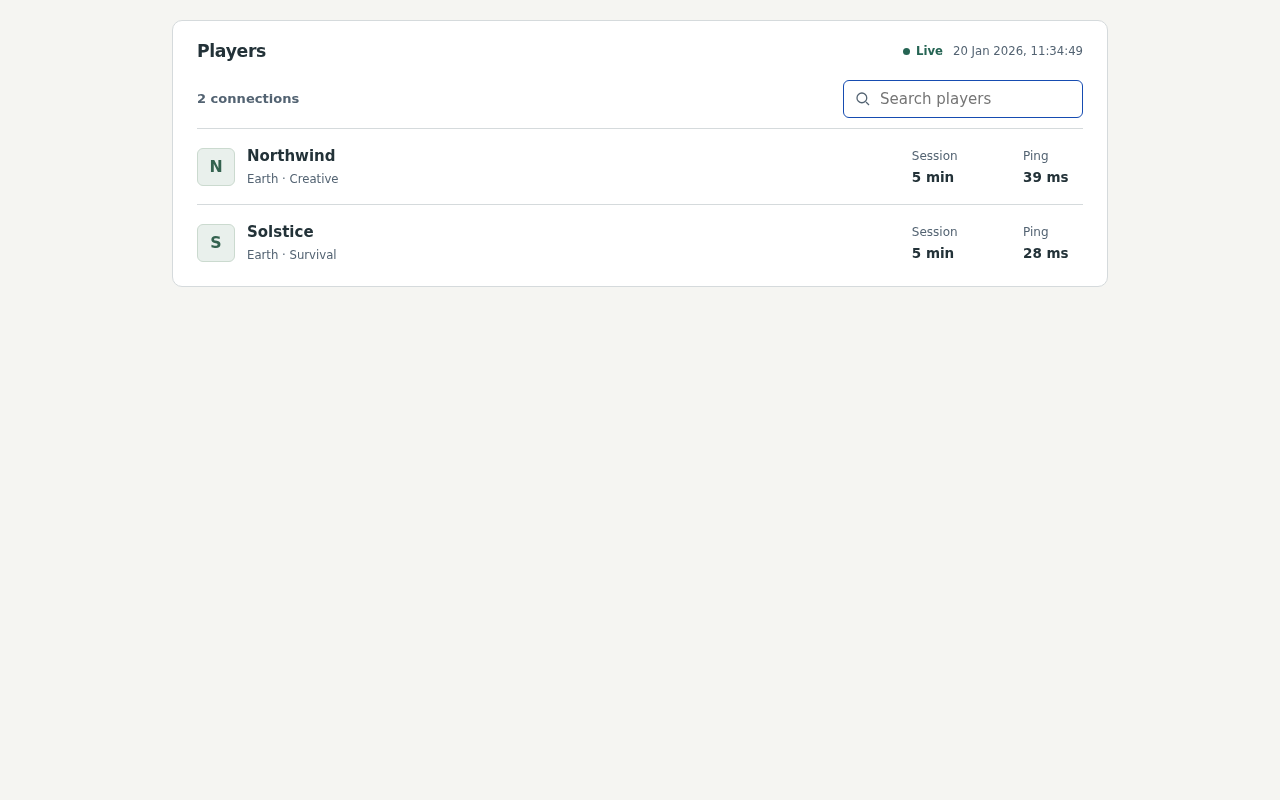 Players
Live 20 Jan 2026, 11:34:49
2 connections
Search players
N
Northwind
Earth · Creative
Session
5 min
Ping
39 ms
S
Solstice
Earth · Survival
Session
5 min
Ping
28 ms